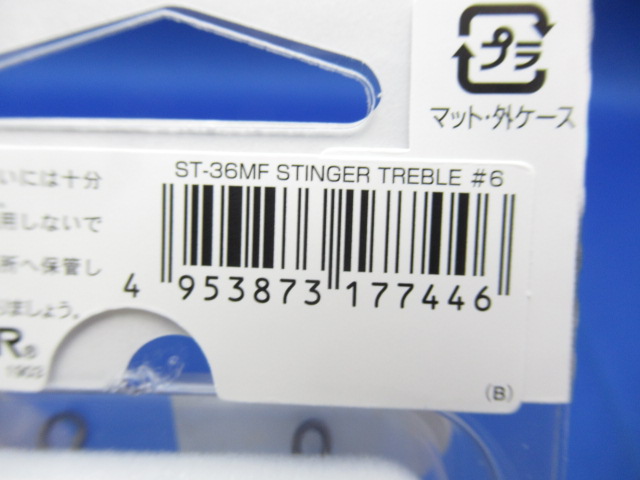 プラ
マット・外ケース
ST-36MF STINGER TREBLE #6
いには十分
用しないで
所へ保管し
ましょう。
4 953873 177446
R®
1903
(B)